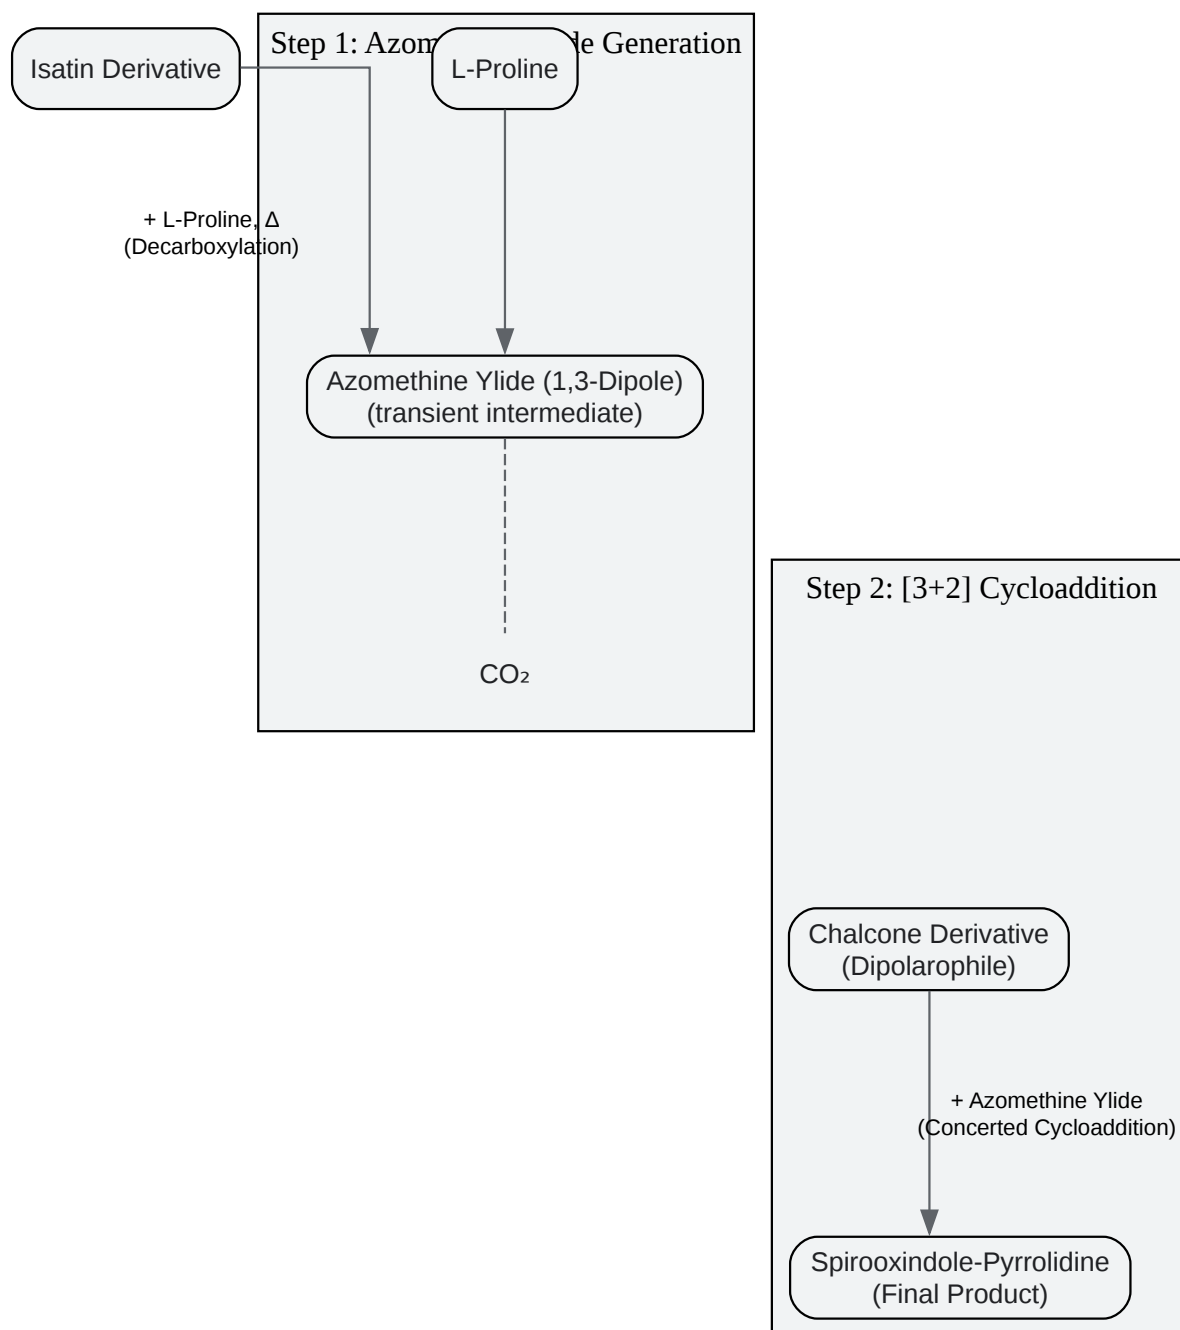 Step 1: Azom de Generation
Isatin Derivative
L-Proline
+ L-Proline, Δ
(Decarboxylation)
Azomethine Ylide (1,3-Dipole)
(transient intermediate)
CO₂
Step 2: [3+2] Cycloaddition
Chalcone Derivative
(Dipolarophile)
+ Azomethine Ylide
(Concerted Cycloaddition)
Spirooxindole-Pyrrolidine
(Final Product)